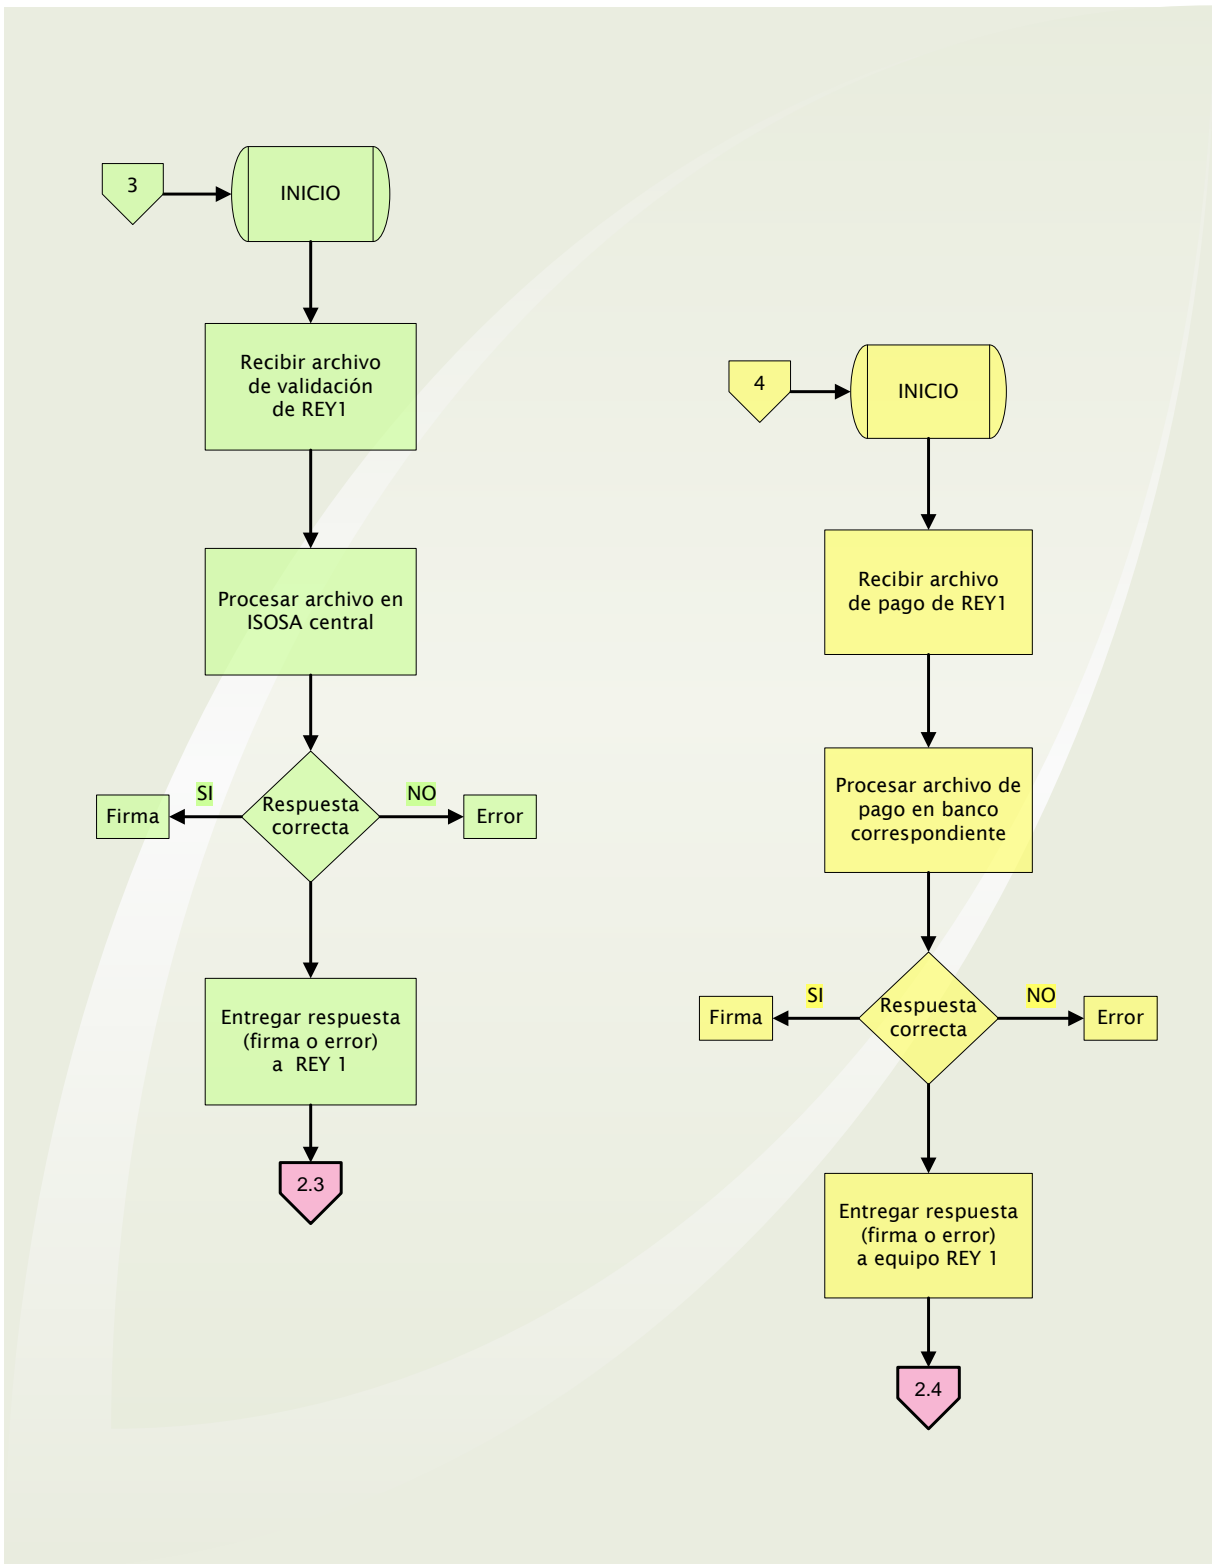 3
INICIO
Recibir archivo
de validación
de REY1
Procesar archivo en
ISOSA central
SI
NO
Firma
Respuesta
correcta
Error
Entregar respuesta
(firma o error)
a  REY 1
2.3
4
INICIO
Recibir archivo
de pago de REY1
Procesar archivo de
pago en banco
correspondiente
SI
NO
Firma
Respuesta
correcta
Error
Entregar respuesta
(firma o error)
a equipo REY 1
2.4